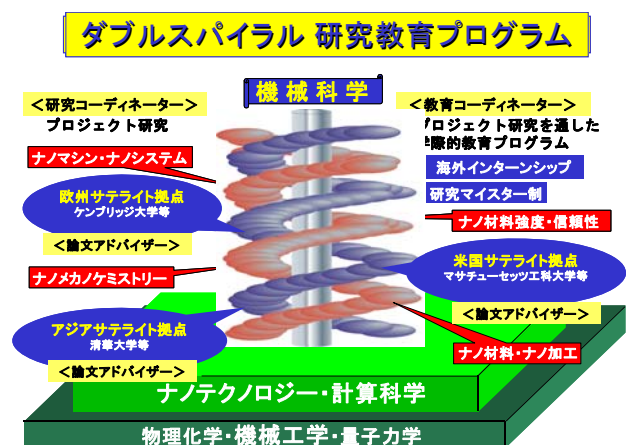 ダブルスパイラル 研究教育プログラム
機械科学
<研究コーディネーター>
プロジェクト研究
<教育コーディネーター>
プロジェクト研究を通した
学際的教育プログラム
海外インターンシップ
研究マイスター制
ナノマシン・ナノシステム
欧州サテライト拠点
ケンブリッジ大学等
<論文アドバイザー>
ナノ材料強度・信頼性
ナノメカノケミストリー
米国サテライト拠点
マサチューセッツ工科大学等
<論文アドバイザー>
アジアサテライト拠点
清華大学等
<論文アドバイザー>
ナノ材料・ナノ加工
ナノテクノロジー・計算科学
物理化学・機械工学・量子力学